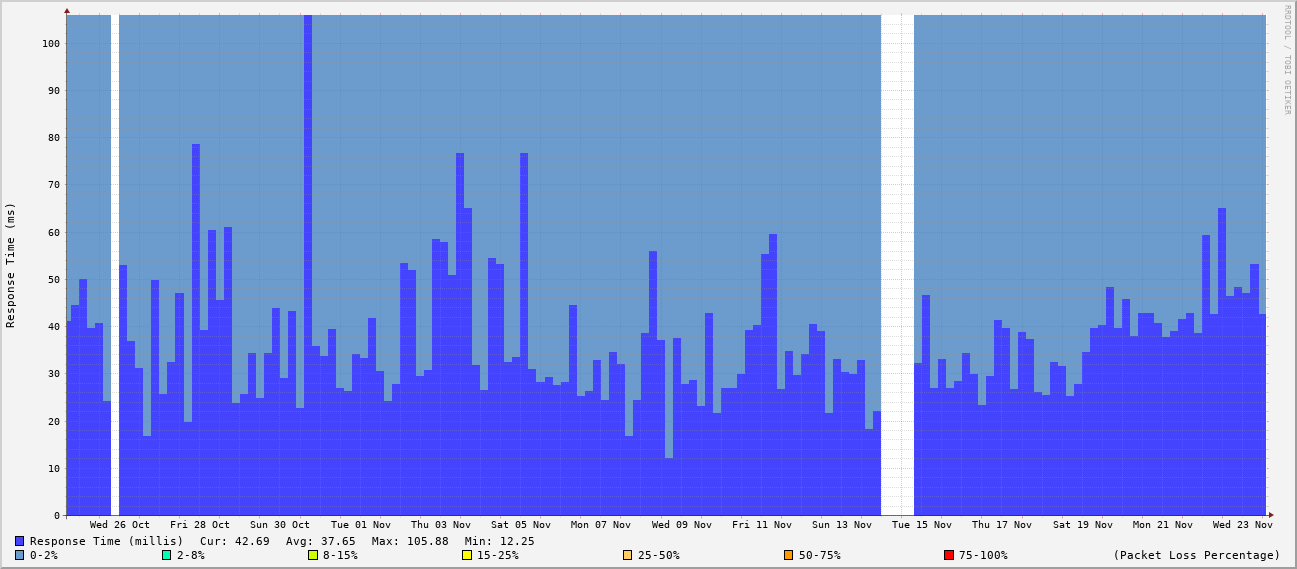 RRDTOOL / TOBI OETIKER
Response Time (ms)
100
90
80
70
60
50
40
30
20
10
0
Wed 26 Oct Fri 28 Oct Sun 30 Oct Tue 01 Nov Thu 03 Nov Sat 05 Nov Mon 07 Nov Wed 09 Nov Fri 11 Nov Sun 13 Nov Tue 15 Nov Thu 17 Nov Sat 19 Nov Mon 21 Nov Wed 23 Nov
Response Time (millis) Cur: 42.69 Avg: 37.65 Max: 105.88 Min: 12.25
0-2% 2-8% 8-15% 15-25% 25-50% 50-75% 75-100% (Packet Loss Percentage)